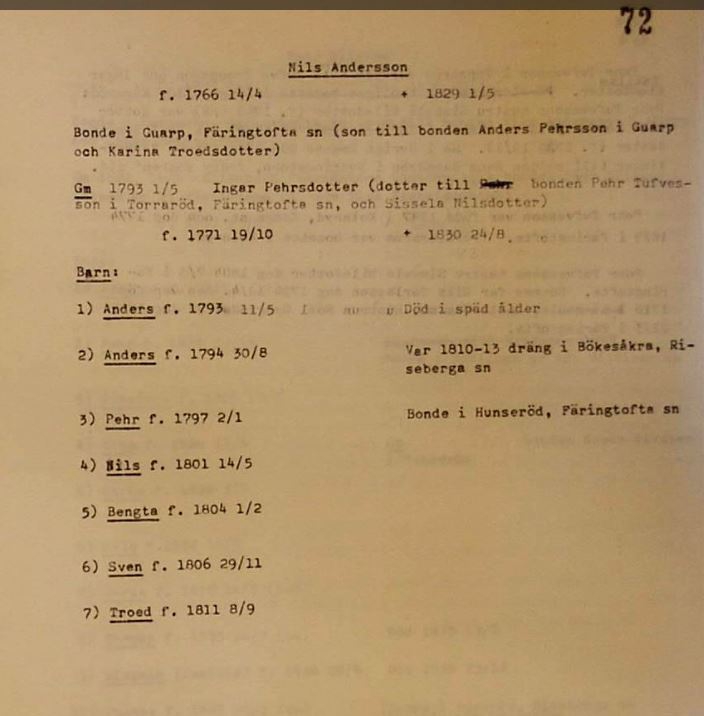 72
Nils Andersson
f. 1766 14/4 + 1829 1/5
Bonde i Guarp, Färingtofta sn (son till bonden Anders Pehrsson i Guarp
och Karina Troedsdotter)
Gm 1793 1/5 Ingar Pehrsdotter (dotter till Pehr bonden Pehr Tufves-
son i Torraröd, Färingtofta sn, och Sissela Nilsdotter)
f. 1771 19/10 + 1830 24/8
Barn:
1) Anders f. 1793 11/5 Död i späd ålder
2) Anders f. 1794 30/8 Var 1810-13 dräng i Bökesåkra, Ri-
seberga sn
3) Pehr f. 1797 2/1 Bonde i Hunseröd, Färingtofta sn
4) Nils f. 1801 14/5
5) Bengta f. 1804 1/2
6) Sven f. 1806 29/11
7) Troed f. 1811 8/9